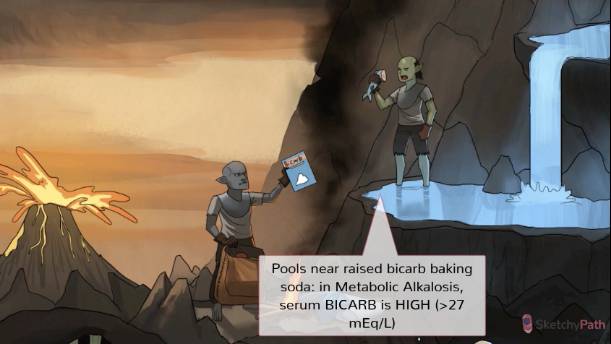 bicarb
Pools near raised bicarb baking
soda: in Metabolic Alkalosis,
serum BICARB is HIGH (>27
mEq/L)
SketchyPath